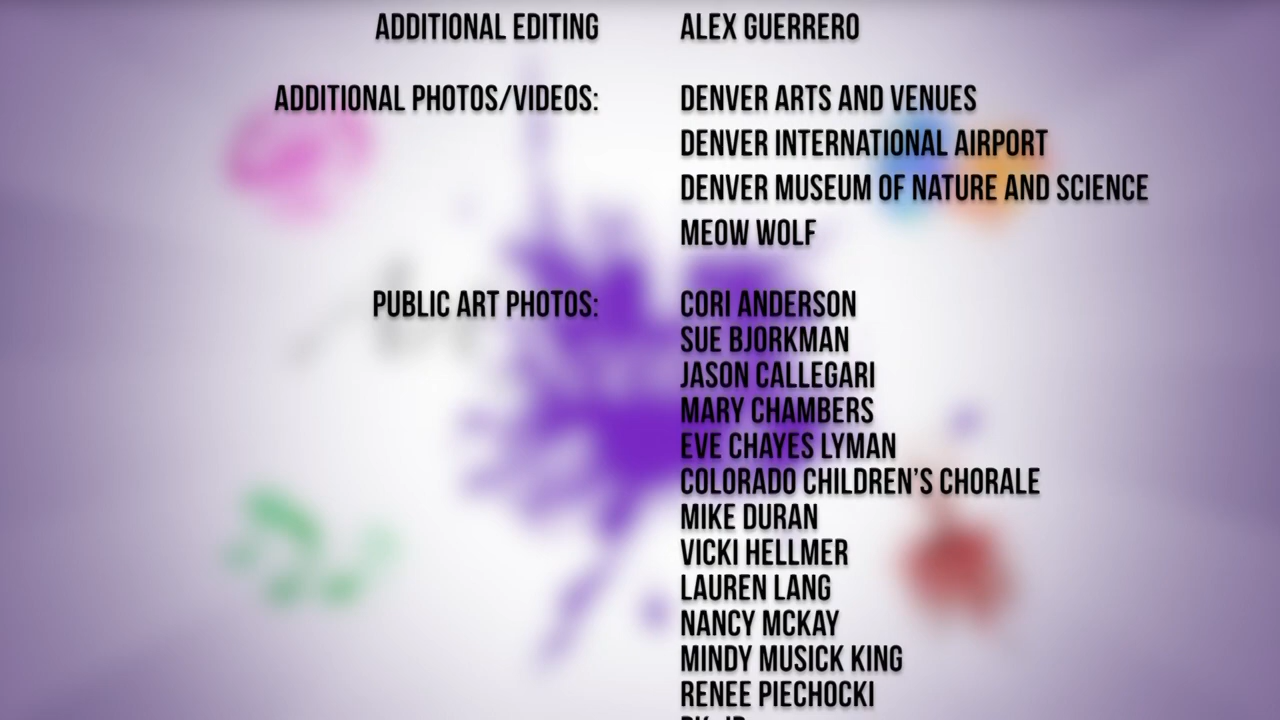 ADDITIONAL EDITING ALEX GUERRERO
ADDITIONAL PHOTOS/VIDEOS: DENVER ARTS AND VENUES
DENVER INTERNATIONAL AIRPORT
DENVER MUSEUM OF NATURE AND SCIENCE
MEOW WOLF
PUBLIC ART PHOTOS: CORI ANDERSON
SUE BJORKMAN
JASON CALLEGARI
MARY CHAMBERS
EVE CHAYES LYMAN
COLORADO CHILDREN’S CHORALE
MIKE DURAN
VICKI HELLMER
LAUREN LANG
NANCY MCKAY
MINDY MUSICK KING
RENEE PIECHOCKI